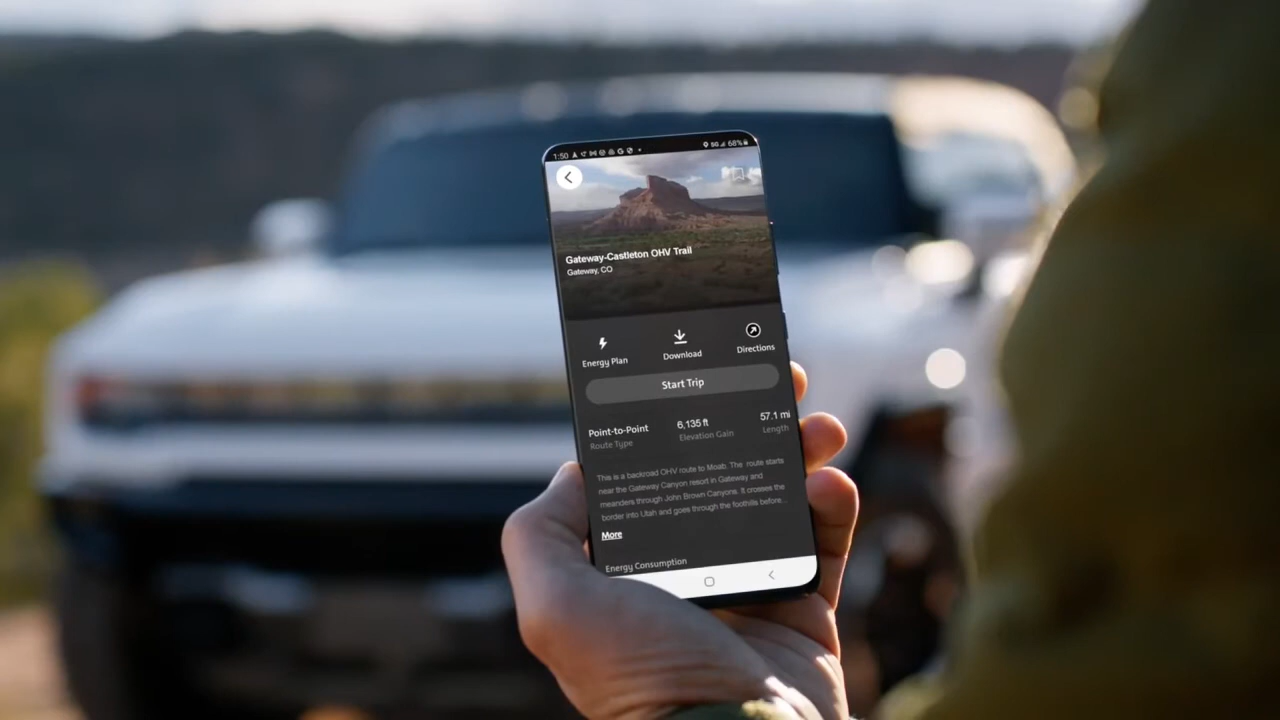 1:50
5G 68%
Gateway-Castleton OHV Trail
Gateway, CO
Energy Plan
Download
Directions
Start Trip
Point-to-Point
6,135 ft
57.1 mi
Route Type
Elevation Gain
Length
This is a backroad OHV route to Moab. The route starts
near the Gateway Canyon resort in Gateway and
meanders through John Brown Canyons. It crosses the
border into Utah and goes through the foothills before...
More
Energy Consumption